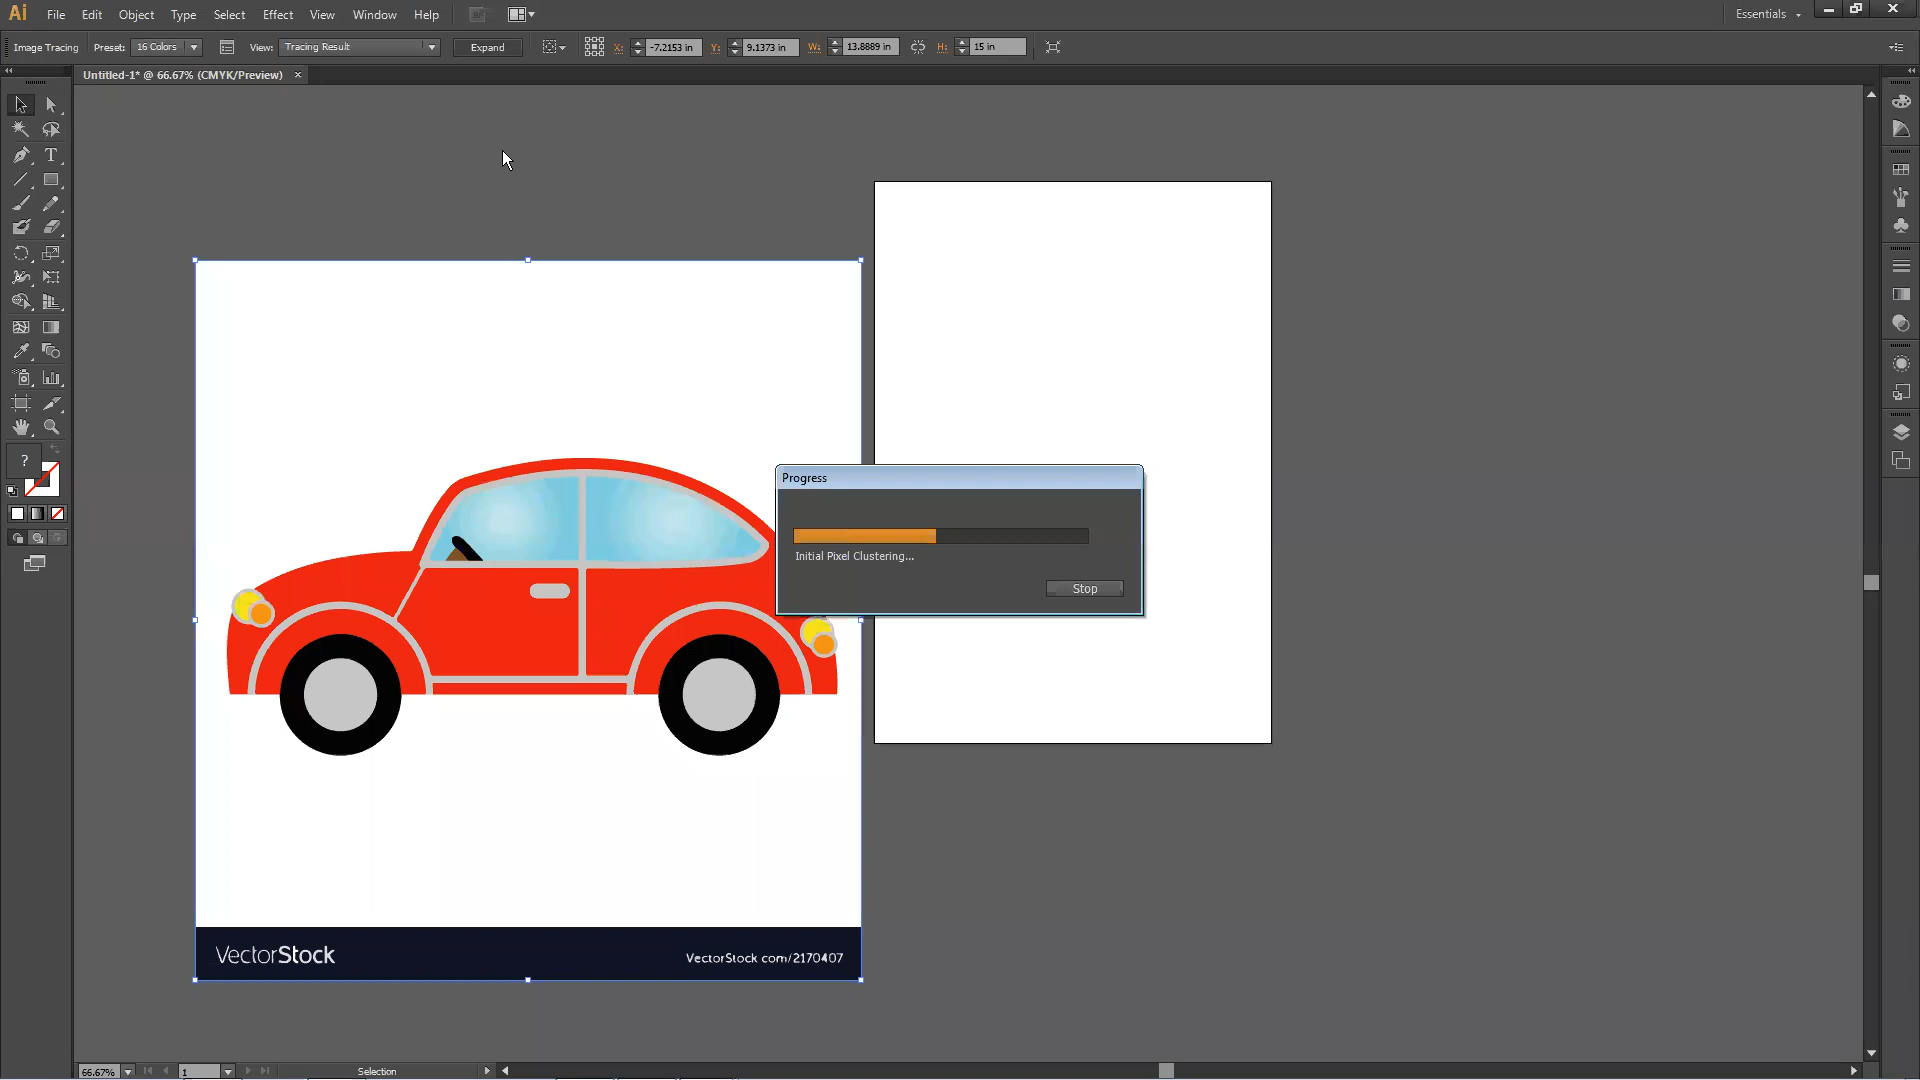 Ai File Edit Object Type Select Effect View Window Help Br Essentials
Image Tracing Preset: 16 Colors View: Tracing Result Expand X: -7.2153 in Y: 9.1373 in W: 13.8889 in H: 15 in
Untitled-1* @ 66.67% (CMYK/Preview) ×
T
?
Progress
Initial Pixel Clustering...
Stop
VectorStock
VectorStock com/2170407
66.67% 1 Selection